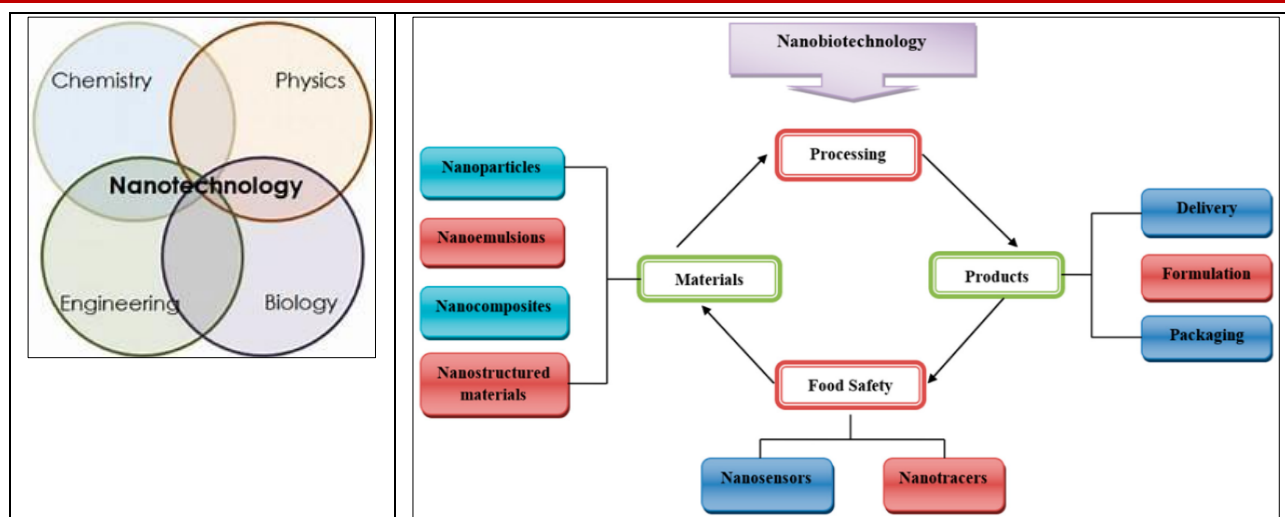 Chemistry
Physics
Nanotechnology
Engineering
Biology
Nanobiotechnology
Processing
Nanoparticles
Nanoemulsions
Nanocomposites
Nanostructured
materials
Materials
Products
Delivery
Formulation
Packaging
Food Safety
Nanosensors
Nanotracers